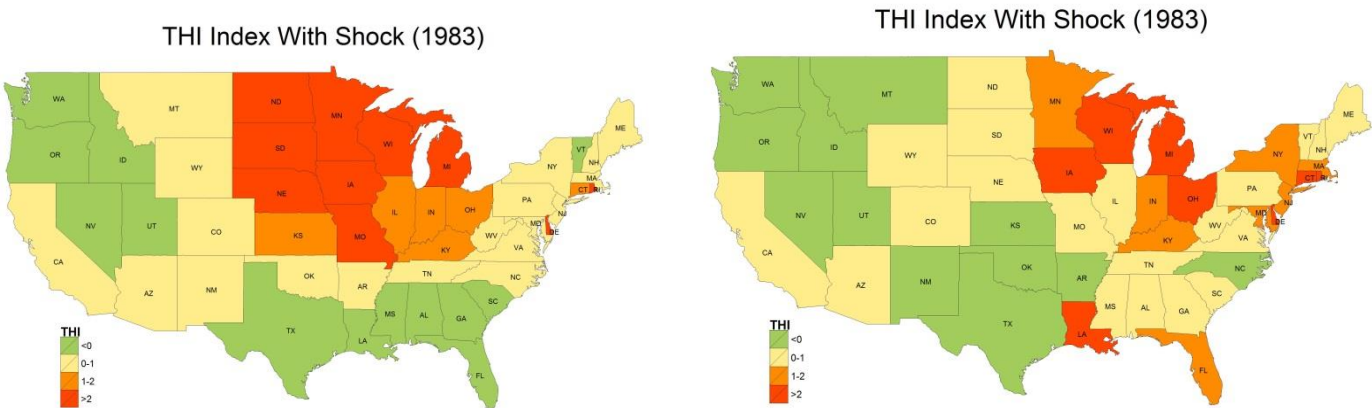 THI Index With Shock (1983)
WA
MT
ND
MN
ME
OR
ID
SD
WI
VT
NH
WY
MI
NY
MA
CT
RI
NE
IA
PA
NJ
NV
UT
CO
IL
IN
OH
MD
DE
CA
KS
MO
WV
VA
KY
AZ
NM
OK
AR
TN
NC
SC
TX
LA
MS
AL
GA
FL
THI
<0
0-1
1-2
>2
THI Index With Shock (1983)
WA
MT
ND
MN
ME
OR
ID
SD
WI
VT
NH
WY
MI
NY
MA
CT
RI
NE
IA
PA
NJ
NV
UT
CO
IL
IN
OH
MD
DE
CA
KS
MO
WV
VA
KY
AZ
NM
OK
AR
TN
NC
SC
TX
LA
MS
AL
GA
FL
THI
<0
0-1
1-2
>2